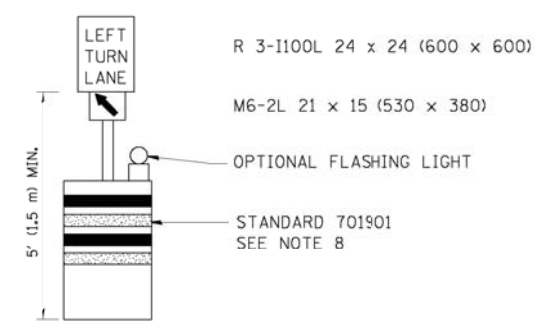 LEFT
TURN
LANE
R 3-I100L 24 x 24 (600 x 600)
M6-2L 21 x 15 (530 x 380)
OPTIONAL FLASHING LIGHT
5' (1.5 m) MIN.
STANDARD 701901
SEE NOTE 8